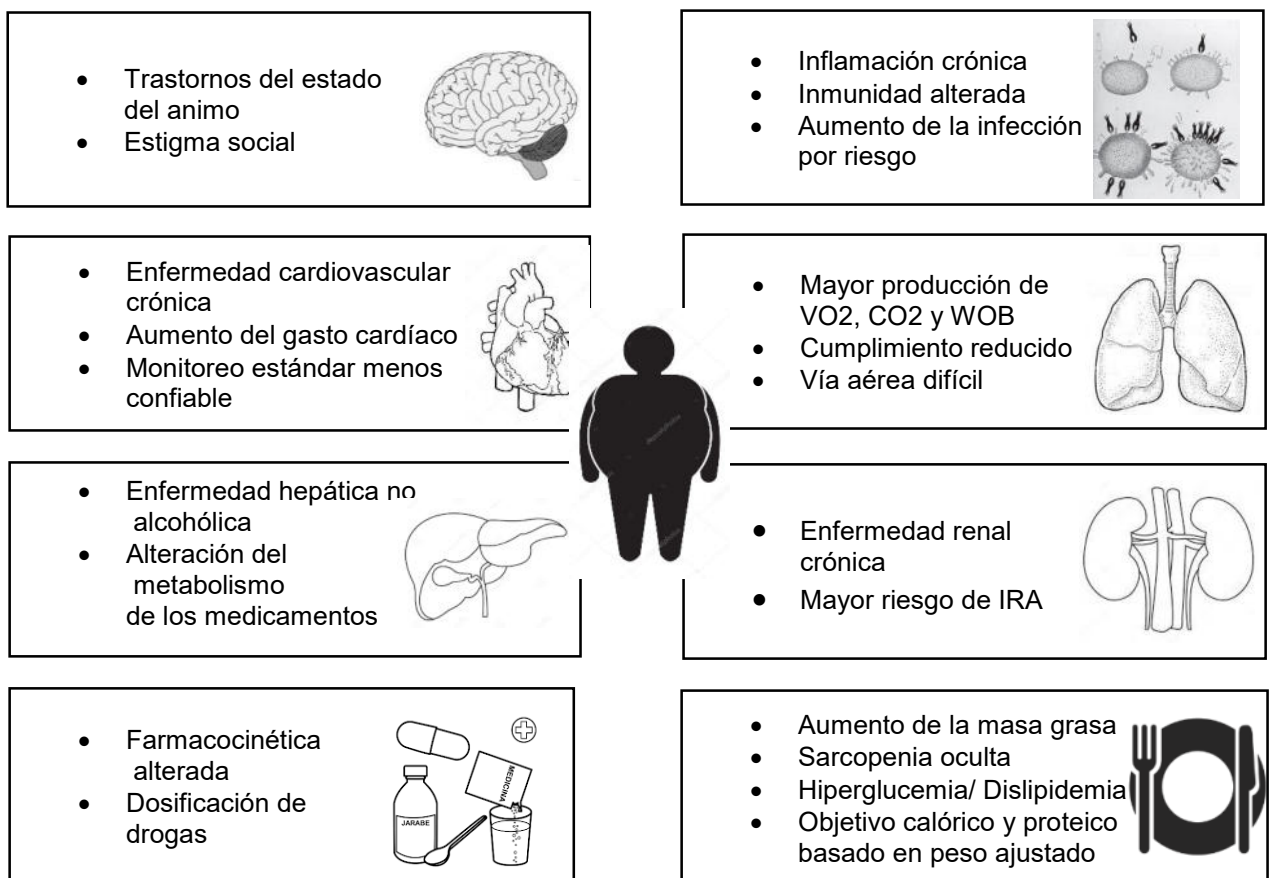 Trastornos del estado
del animo
Estigma social
Inflamación crónica
Inmunidad alterada
Aumento de la infección
por riesgo
Enfermedad cardiovascular
crónica
Aumento del gasto cardíaco
Monitoreo estándar menos
confiable
Mayor producción de
VO2, CO2 y WOB
Cumplimiento reducido
Vía aérea difícil
Enfermedad hepática no
alcohólica
Alteración del
metabolismo
de los medicamentos
Enfermedad renal
crónica
Mayor riesgo de IRA
Farmacocinética
alterada
Dosificación de
drogas
MEDICINA
JARABE
Aumento de la masa grasa
Sarcopenia oculta
Hiperglucemia/ Dislipidemia
Objetivo calórico y proteico
basado en peso ajustado